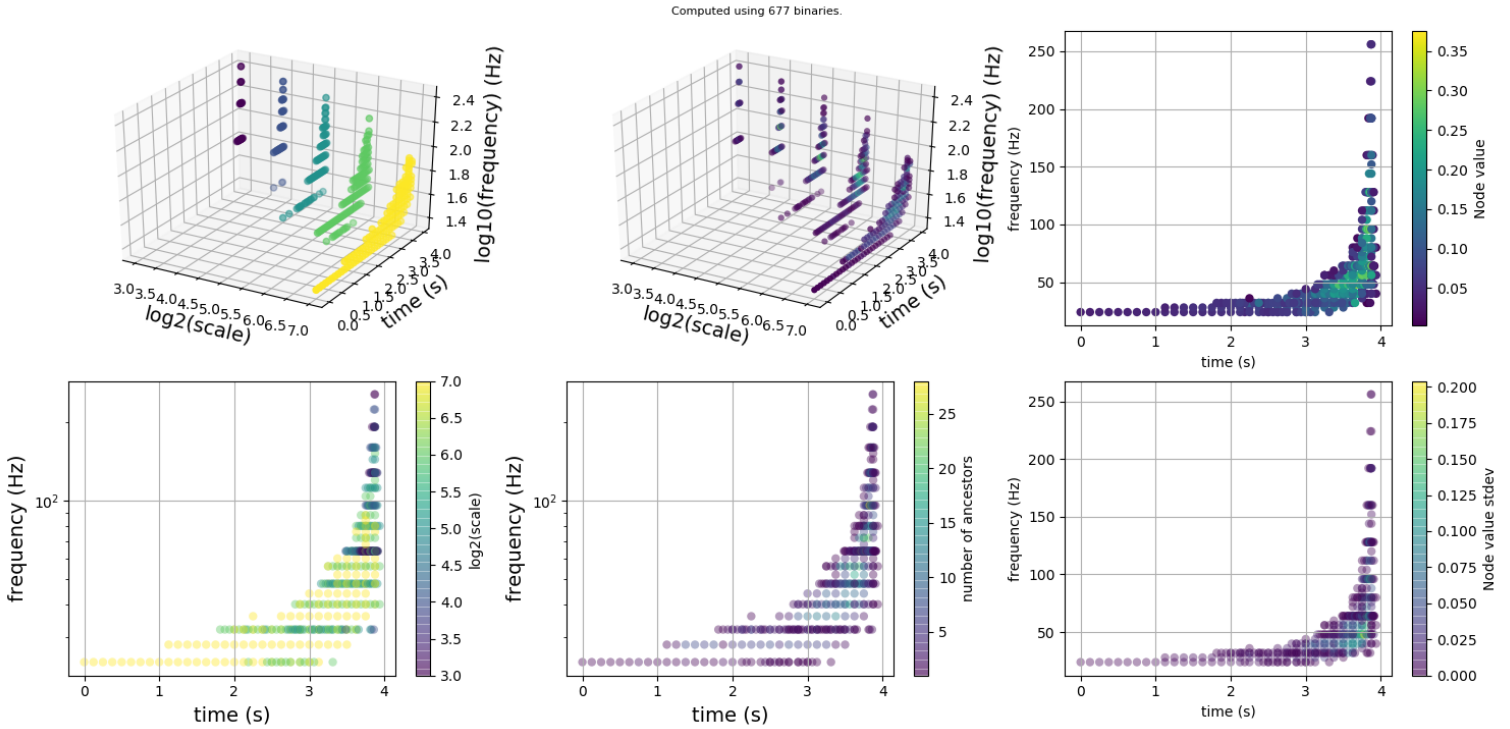 Computed using 677 binaries.
3.0 3.5 4.0 4.5 5.0 5.5 6.0 6.5 7.0
log2(scale)
0.0 0.5 1.0 1.5 2.0 2.5 3.0 3.5 4.0
time (s)
1.4 1.6 1.8 2.0 2.2 2.4
log10(frequency) (Hz)
3.0 3.5 4.0 4.5 5.0 5.5 6.0 6.5 7.0
log2(scale)
0.0 0.5 1.0 1.5 2.0 2.5 3.0 3.5 4.0
time (s)
1.4 1.6 1.8 2.0 2.2 2.4
log10(frequency) (Hz)
250
200
150
100
50
frequency (Hz)
0 1 2 3 4
time (s)
0.35
0.30
0.25
0.20
0.15
0.10
0.05
Node value
10²
frequency (Hz)
0 1 2 3 4
time (s)
7.0
6.5
6.0
5.5
5.0
4.5
4.0
3.5
3.0
log2(scale)
10²
frequency (Hz)
0 1 2 3 4
time (s)
25
20
15
10
5
number of ancestors
250
200
150
100
50
frequency (Hz)
0 1 2 3 4
time (s)
0.200
0.175
0.150
0.125
0.100
0.075
0.050
0.025
0.000
Node value stdev